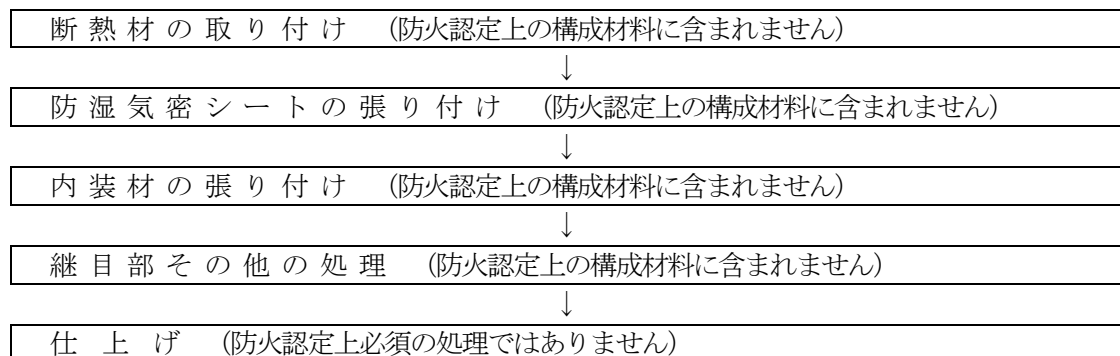 断熱材の取り付け (防火認定上の構成材料に含まれません)
↓
防湿気密シートの張り付け (防火認定上の構成材料に含まれません)
↓
内装材の張り付け (防火認定上の構成材料に含まれません)
↓
継目部その他の処理 (防火認定上の構成材料に含まれません)
↓
仕上げ (防火認定上必須の処理ではありません)